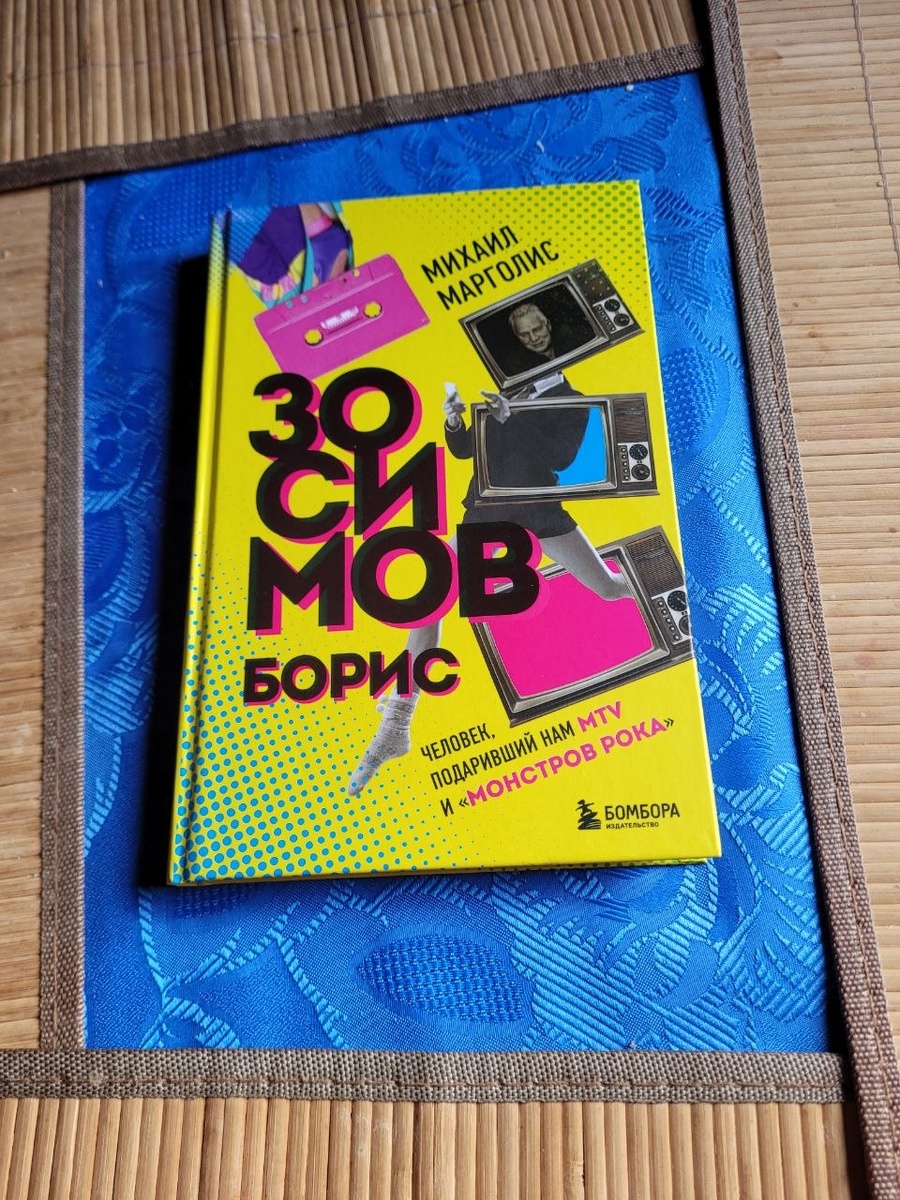 МИХАИЛ
МАРГОЛИС
ЗО
СИ
МОВ
БОРИС
ЧЕЛОВЕК,
ПОДАРИВШИЙ НАМ MTV
И «МОНСТРОВ РОКА»
БОМБОРА
ИЗДАТЕЛЬСТВО